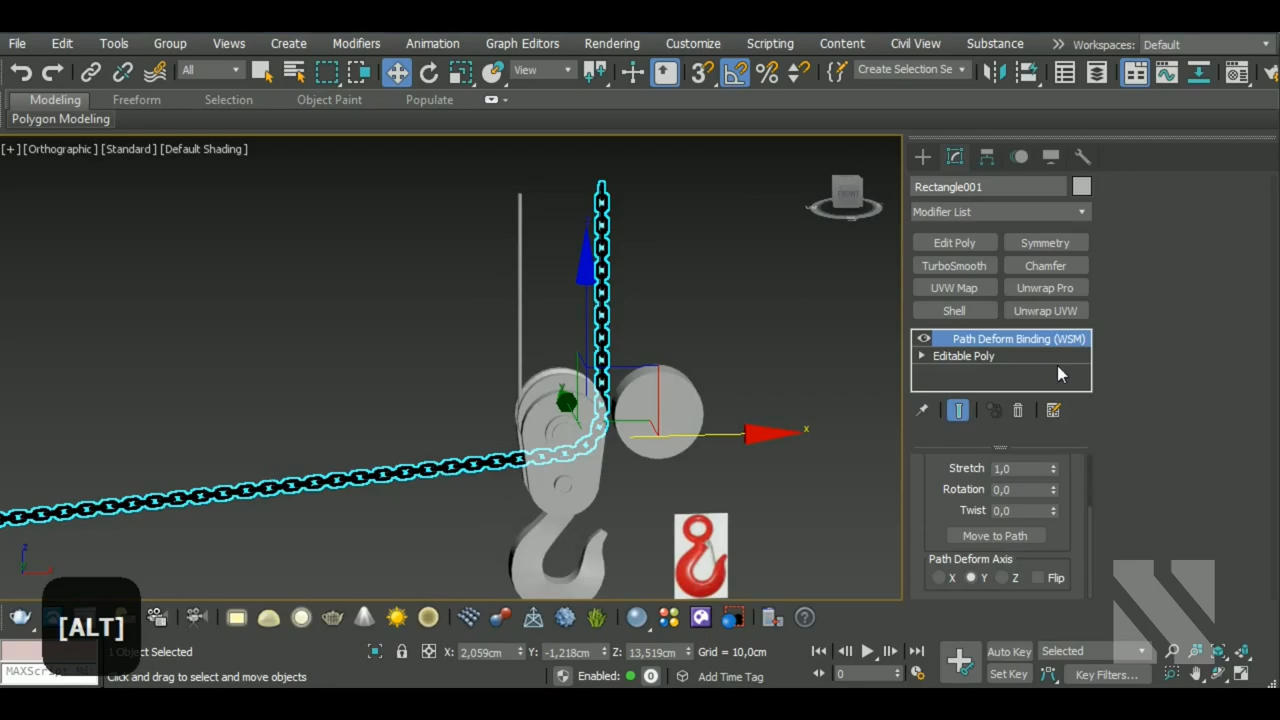 File Edit Tools Group Views Create Modifiers Animation Graph Editors Rendering Customize Scripting Content Civil View Substance Workspaces: Default
All View Create Selection Se
Modeling Freeform Selection Object Paint Populate
Polygon Modeling
[+] [Orthographic] [Standard] [Default Shading]
FRONT
Rectangle001
Modifier List
Edit Poly Symmetry
TurboSmooth Chamfer
UVW Map Unwrap Pro
Shell Unwrap UVW
Path Deform Binding (WSM)
Editable Poly
y
x
Stretch 1,0
Rotation 0,0
Twist 0,0
Move to Path
Path Deform Axis
X Y Z Flip
z
[ALT]
1 Object Selected X: 2,059cm Y: -1,218cm Z: 13,519cm Grid = 10,0cm Auto Key Selected
MAXScript Mi Click and drag to select and move objects Enabled: 0 Add Time Tag 0 Set Key Key Filters...